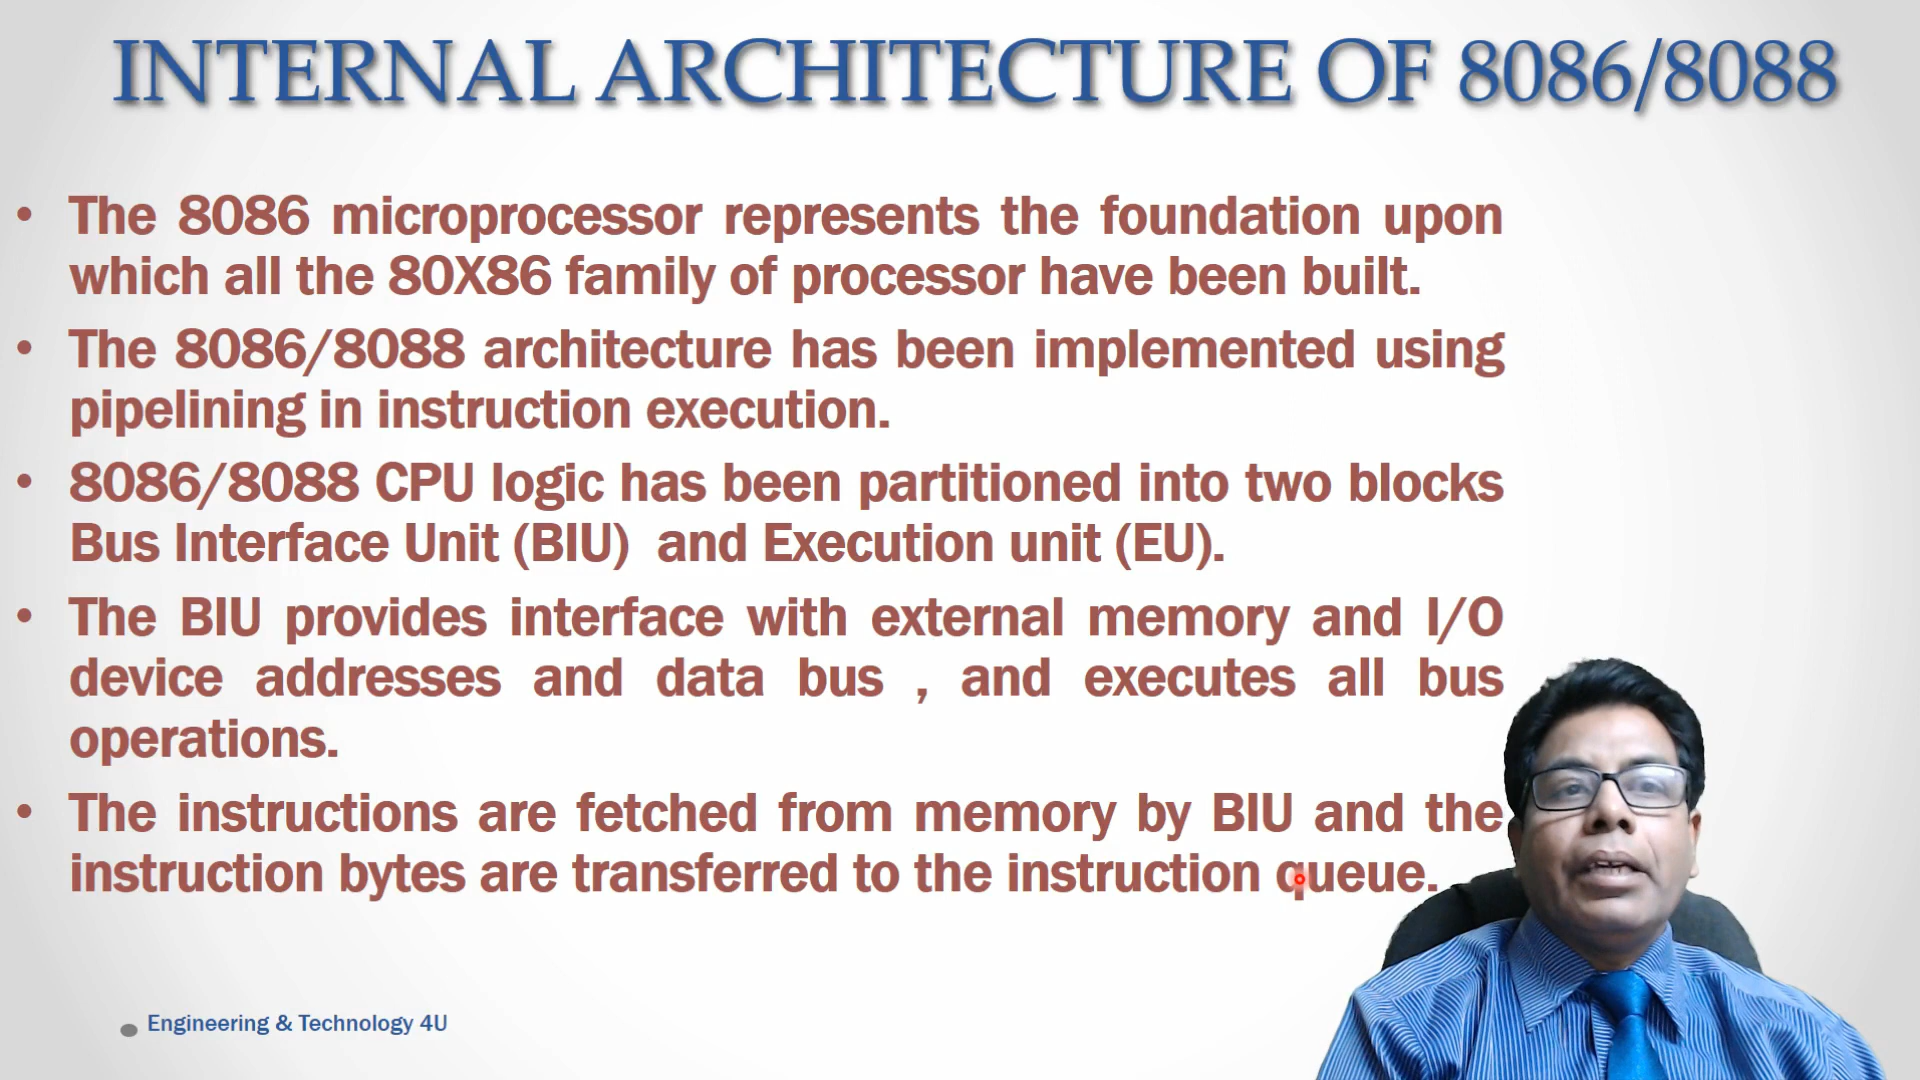 INTERNAL ARCHITECTURE OF 8086/8088
• The 8086 microprocessor represents the foundation upon
which all the 80X86 family of processor have been built.
• The 8086/8088 architecture has been implemented using
pipelining in instruction execution.
• 8086/8088 CPU logic has been partitioned into two blocks
Bus Interface Unit (BIU) and Execution unit (EU).
• The BIU provides interface with external memory and I/O
device addresses and data bus , and executes all bus
operations.
• The instructions are fetched from memory by BIU and the
instruction bytes are transferred to the instruction queue.
Engineering & Technology 4U